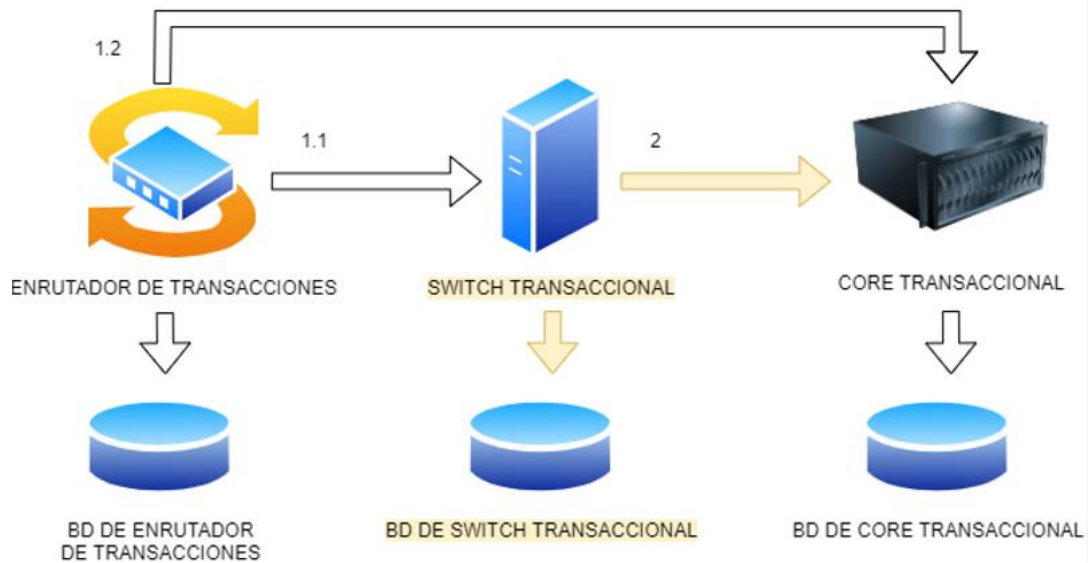 1.2
1.1
2
ENRUTADOR DE TRANSACCIONES
SWITCH TRANSACCIONAL
CORE TRANSACCIONAL
BD DE ENRUTADOR
DE TRANSACCIONES
BD DE SWITCH TRANSACCIONAL
BD DE CORE TRANSACCIONAL